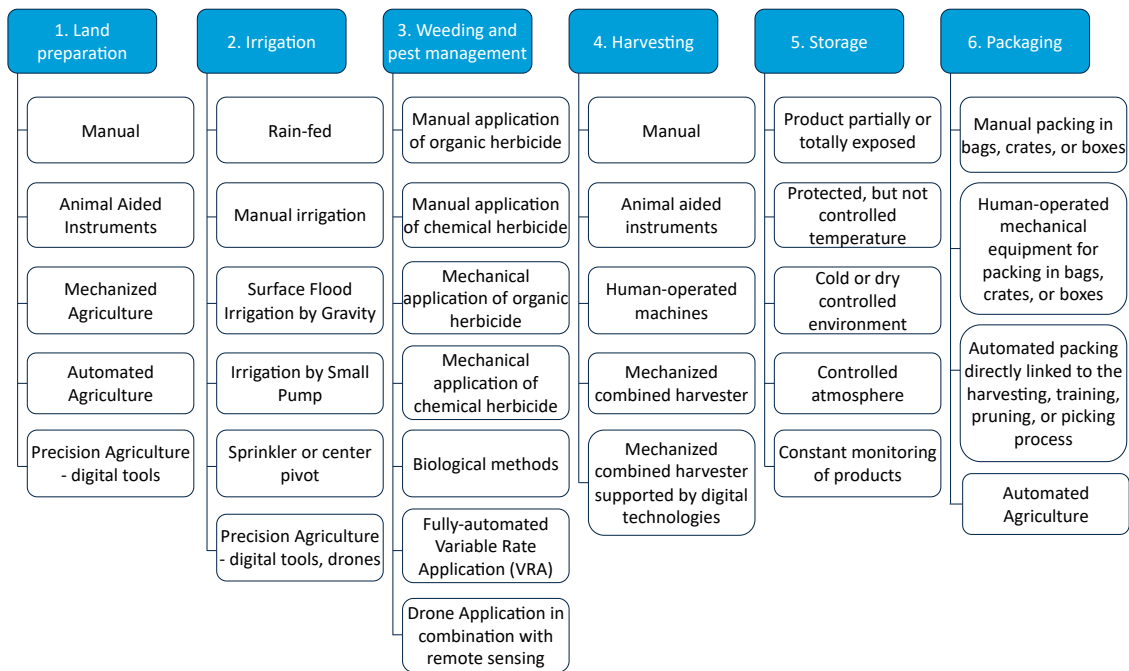 1. Land
preparation
Manual
Animal Aided
Instruments
Mechanized
Agriculture
Automated
Agriculture
Precision Agriculture
- digital tools
2. Irrigation
Rain-fed
Manual irrigation
Surface Flood
Irrigation by Gravity
Irrigation by Small
Pump
Sprinkler or center
pivot
Precision Agriculture
- digital tools, drones
3. Weeding and
pest management
Manual application
of organic herbicide
Manual application
of chemical herbicide
Mechanical
application of organic
herbicide
Mechanical
application of
chemical herbicide
Biological methods
Fully-automated
Variable Rate
Application (VRA)
Drone Application in
combination with
remote sensing
4. Harvesting
Manual
Animal aided
instruments
Human-operated
machines
Mechanized
combined harvester
Mechanized
combined harvester
supported by digital
technologies
5. Storage
Product partially or
totally exposed
Protected, but not
controlled
temperature
Cold or dry
controlled
environment
Controlled
atmosphere
Constant monitoring
of products
6. Packaging
Manual packing in
bags, crates, or boxes
Human-operated
mechanical
equipment for
packing in bags,
crates, or boxes
Automated packing
directly linked to the
harvesting, training,
pruning, or picking
process
Automated
Agriculture